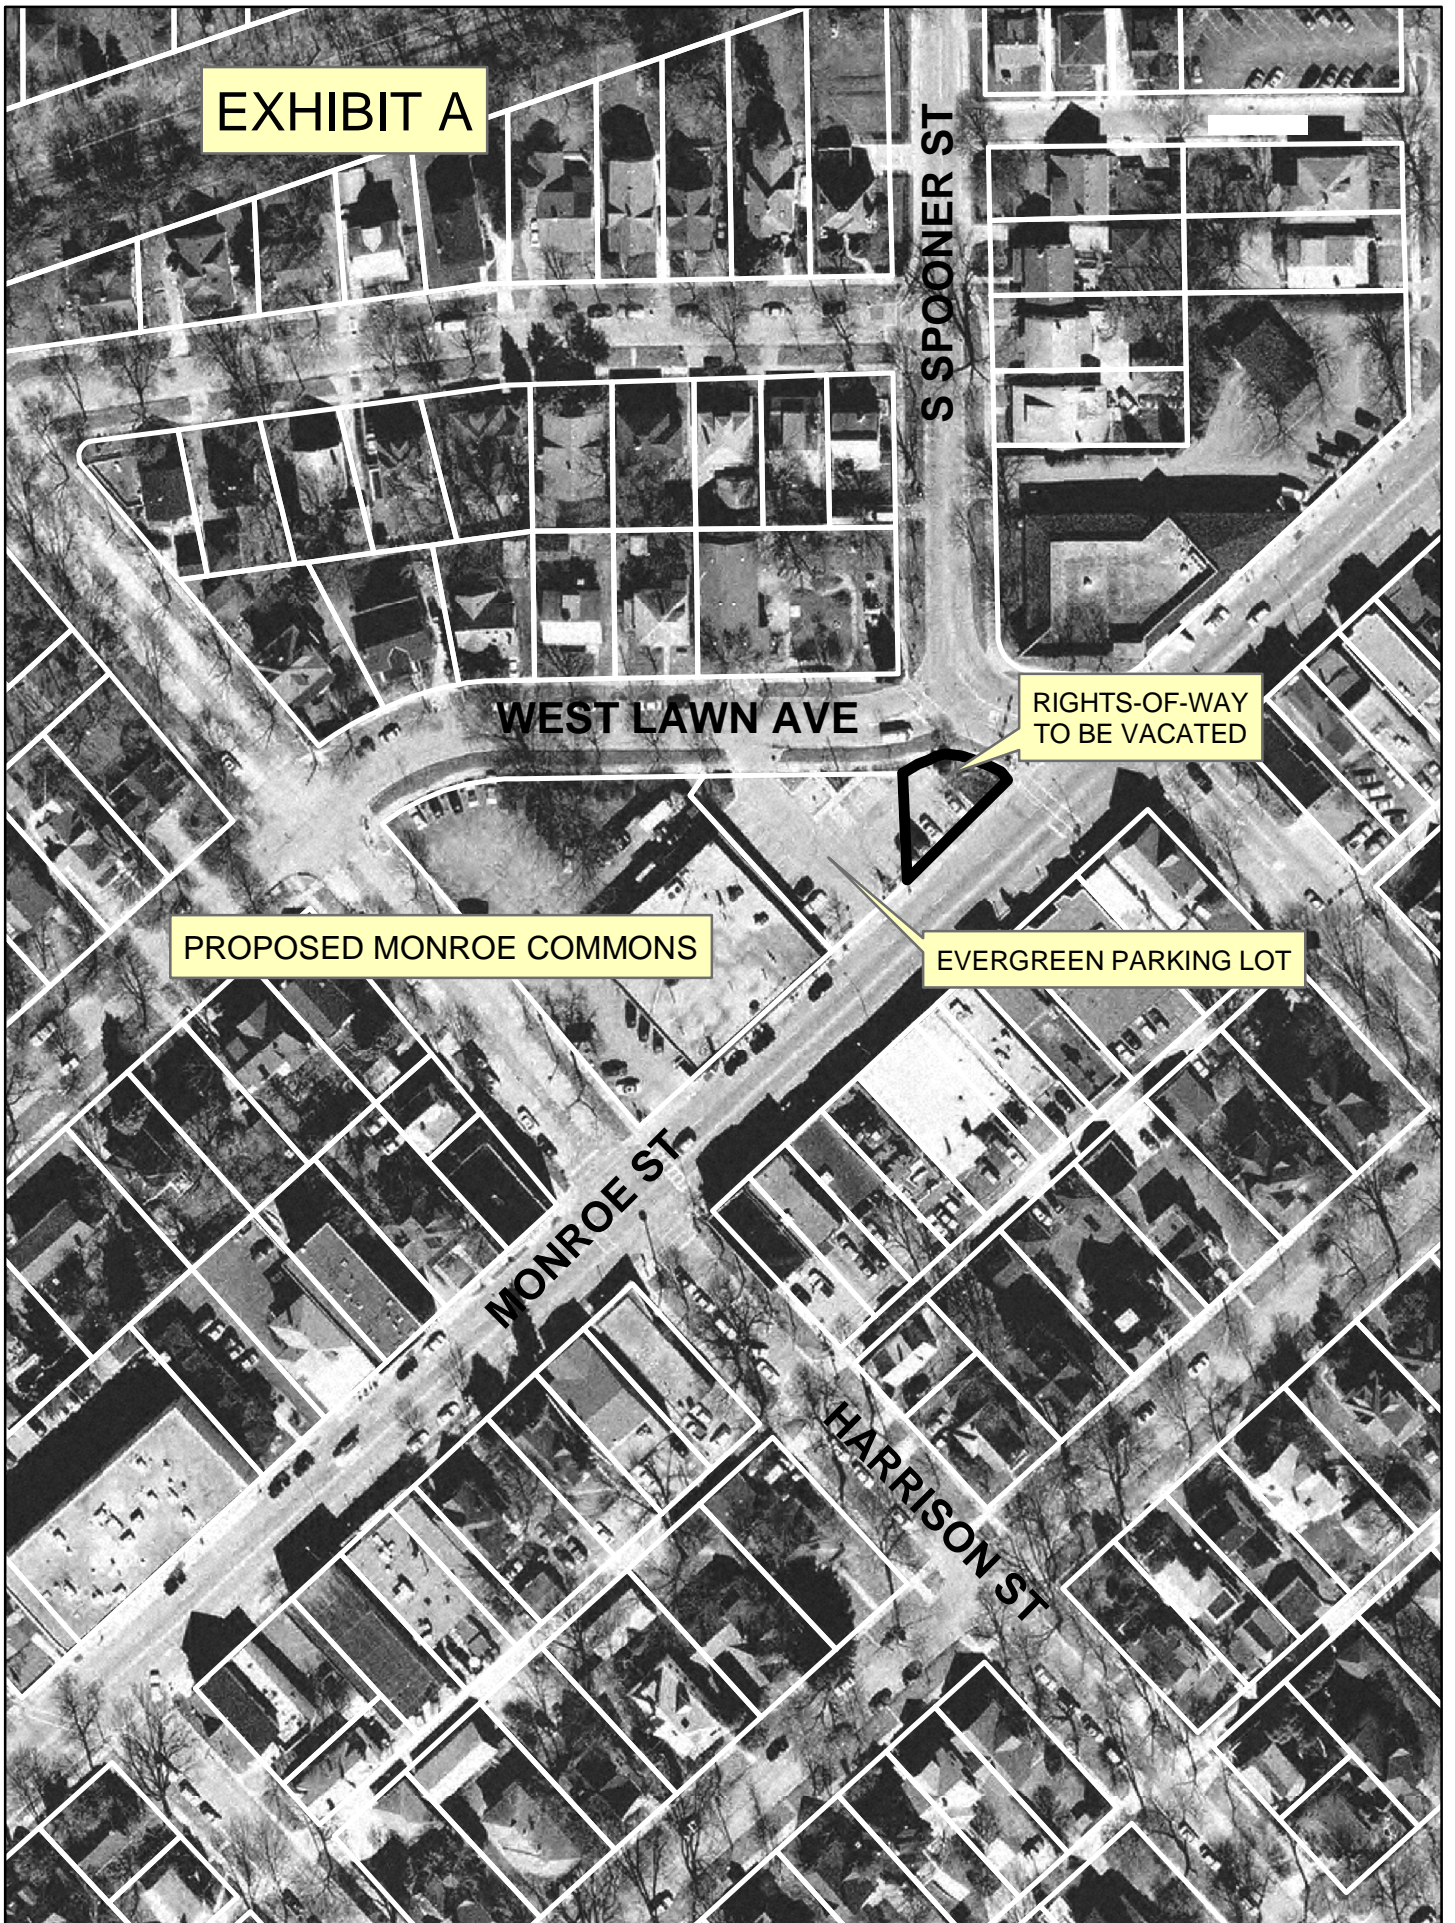 EXHIBIT A
S SPOONER ST
RIGHTS-OF-WAY
TO BE VACATED
WEST LAWN AVE
PROPOSED MONROE COMMONS
EVERGREEN PARKING LOT
MONROE ST
HARRISON ST